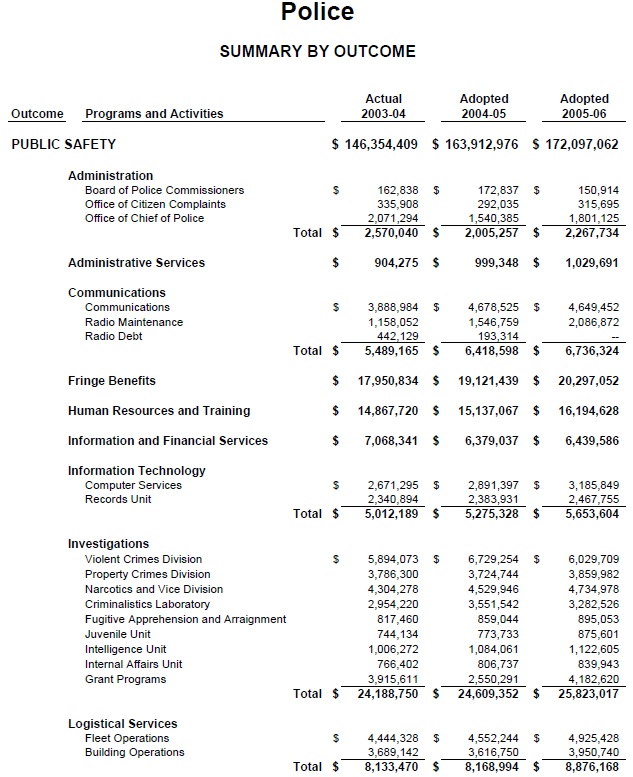 Police
SUMMARY BY OUTCOME
Actual Adopted Adopted
Outcome Programs and Activities 2003-04 2004-05 2005-06
PUBLIC SAFETY $ 146,354,409 $ 163,912,976 $ 172,097,062
Administration
Board of Police Commissioners $ 162,838 $ 172,837 $ 150,914
Office of Citizen Complaints 335,908 292,035 315,695
Office of Chief of Police 2,071,294 1,540,385 1,801,125
Total $ 2,570,040 $ 2,005,257 $ 2,267,734
Administrative Services $ 904,275 $ 999,348 $ 1,029,691
Communications
Communications $ 3,888,984 $ 4,678,525 $ 4,649,452
Radio Maintenance 1,158,052 1,546,759 2,086,872
Radio Debt 442,129 193,314 --
Total $ 5,489,165 $ 6,418,598 $ 6,736,324
Fringe Benefits $ 17,950,834 $ 19,121,439 $ 20,297,052
Human Resources and Training $ 14,867,720 $ 15,137,067 $ 16,194,628
Information and Financial Services $ 7,068,341 $ 6,379,037 $ 6,439,586
Information Technology
Computer Services $ 2,671,295 $ 2,891,397 $ 3,185,849
Records Unit 2,340,894 2,383,931 2,467,755
Total $ 5,012,189 $ 5,275,328 $ 5,653,604
Investigations
Violent Crimes Division $ 5,894,073 $ 6,729,254 $ 6,029,709
Property Crimes Division 3,786,300 3,724,744 3,859,982
Narcotics and Vice Division 4,304,278 4,529,946 4,734,978
Criminalistics Laboratory 2,954,220 3,551,542 3,282,526
Fugitive Apprehension and Arraignment 817,460 859,044 895,053
Juvenile Unit 744,134 773,733 875,601
Intelligence Unit 1,006,272 1,084,061 1,122,605
Internal Affairs Unit 766,402 806,737 839,943
Grant Programs 3,915,611 2,550,291 4,182,620
Total $ 24,188,750 $ 24,609,352 $ 25,823,017
Logistical Services
Fleet Operations $ 4,444,328 $ 4,552,244 $ 4,925,428
Building Operations 3,689,142 3,616,750 3,950,740
Total $ 8,133,470 $ 8,168,994 $ 8,876,168